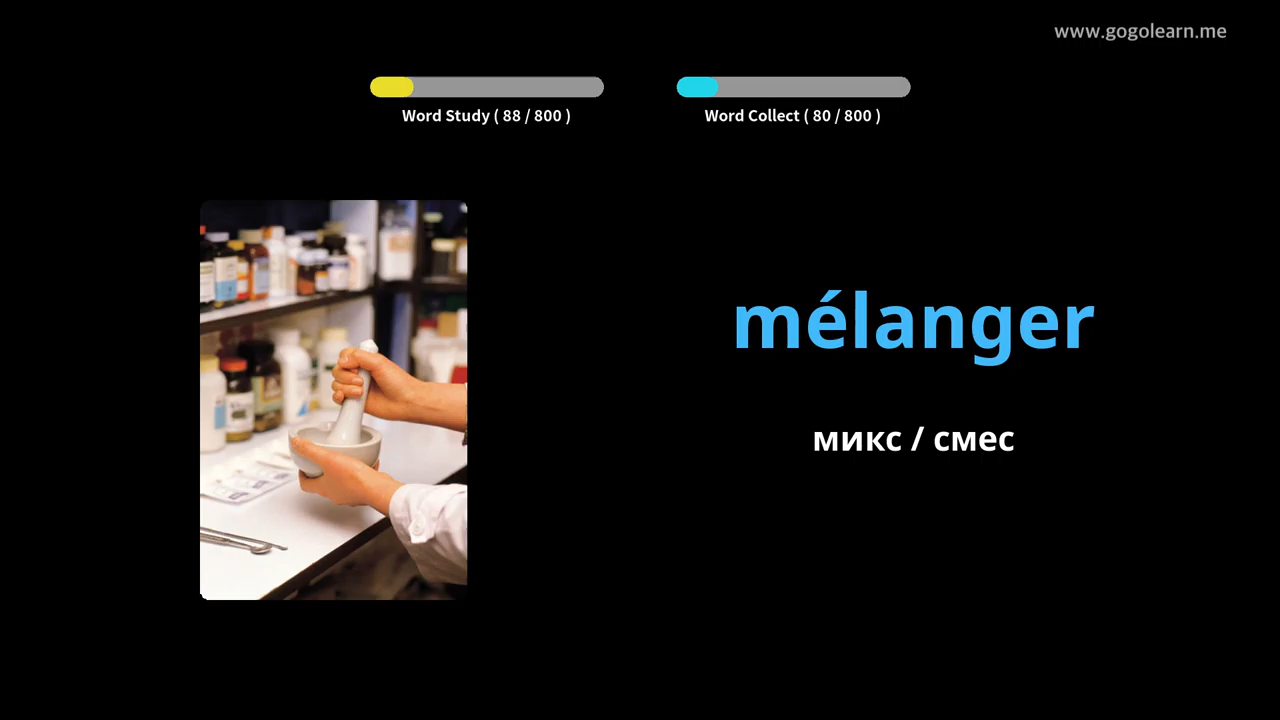 www.gogolearn.me
Word Study ( 88 / 800 )
Word Collect ( 80 / 800 )
mélanger
микс / смес